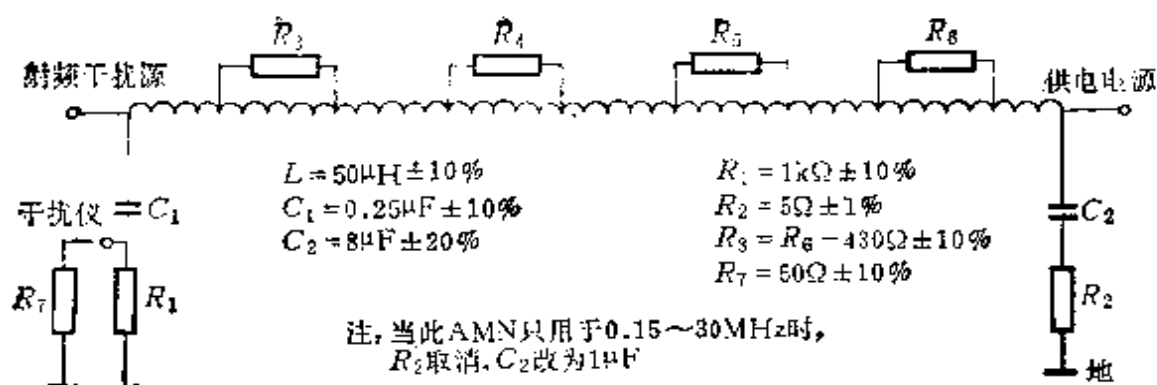 R₃ R₄ R₅ R₆
射频干扰源
供电电源
L=50μH±10%
C₁=0.25μF±10%
C₂=8μF±20%
R₁=1kΩ±10%
R₂=5Ω±1%
R₃=R₆-430Ω±10%
R₇=50Ω±10%
干扰仪 C₁
C₂
R₇ R₁
R₂
注,当此AMN只用于0.15~30MHz时,
R₂取消,C₂改为1μF
地